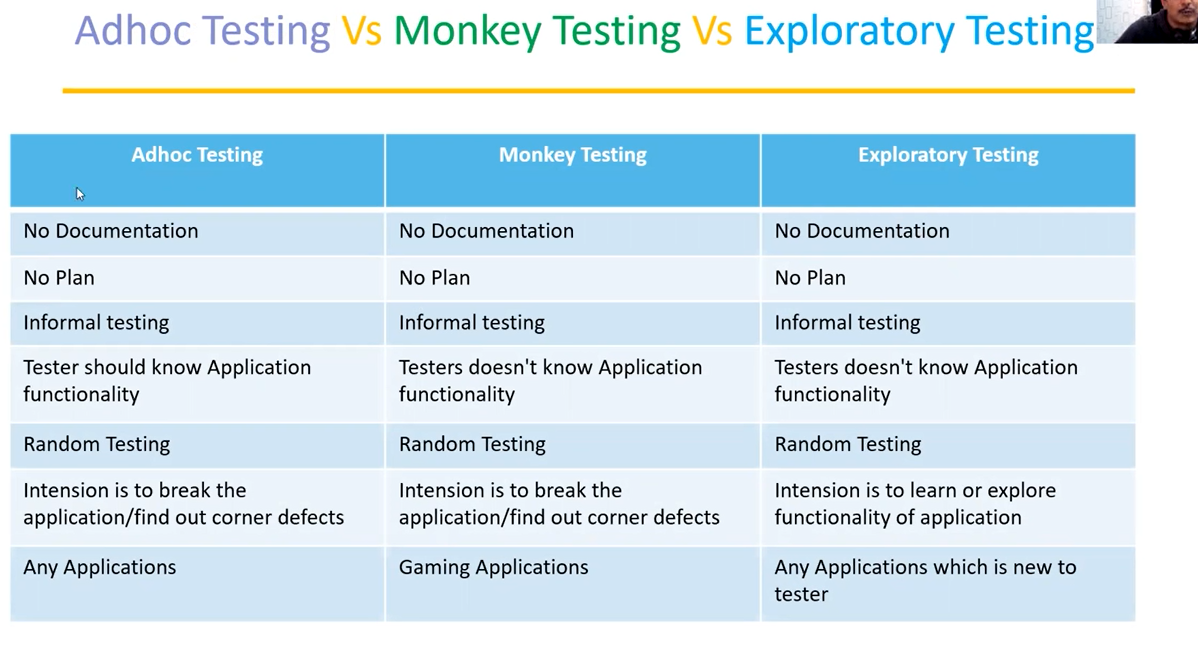 Adhoc Testing Vs Monkey Testing Vs Exploratory Testing
Adhoc Testing
Monkey Testing
Exploratory Testing
No Documentation
No Documentation
No Documentation
No Plan
No Plan
No Plan
Informal testing
Informal testing
Informal testing
Tester should know Application
functionality
Testers doesn't know Application
functionality
Testers doesn't know Application
functionality
Random Testing
Random Testing
Random Testing
Intension is to break the
application/find out corner defects
Intension is to break the
application/find out corner defects
Intension is to learn or explore
functionality of application
Any Applications
Gaming Applications
Any Applications which is new to
tester